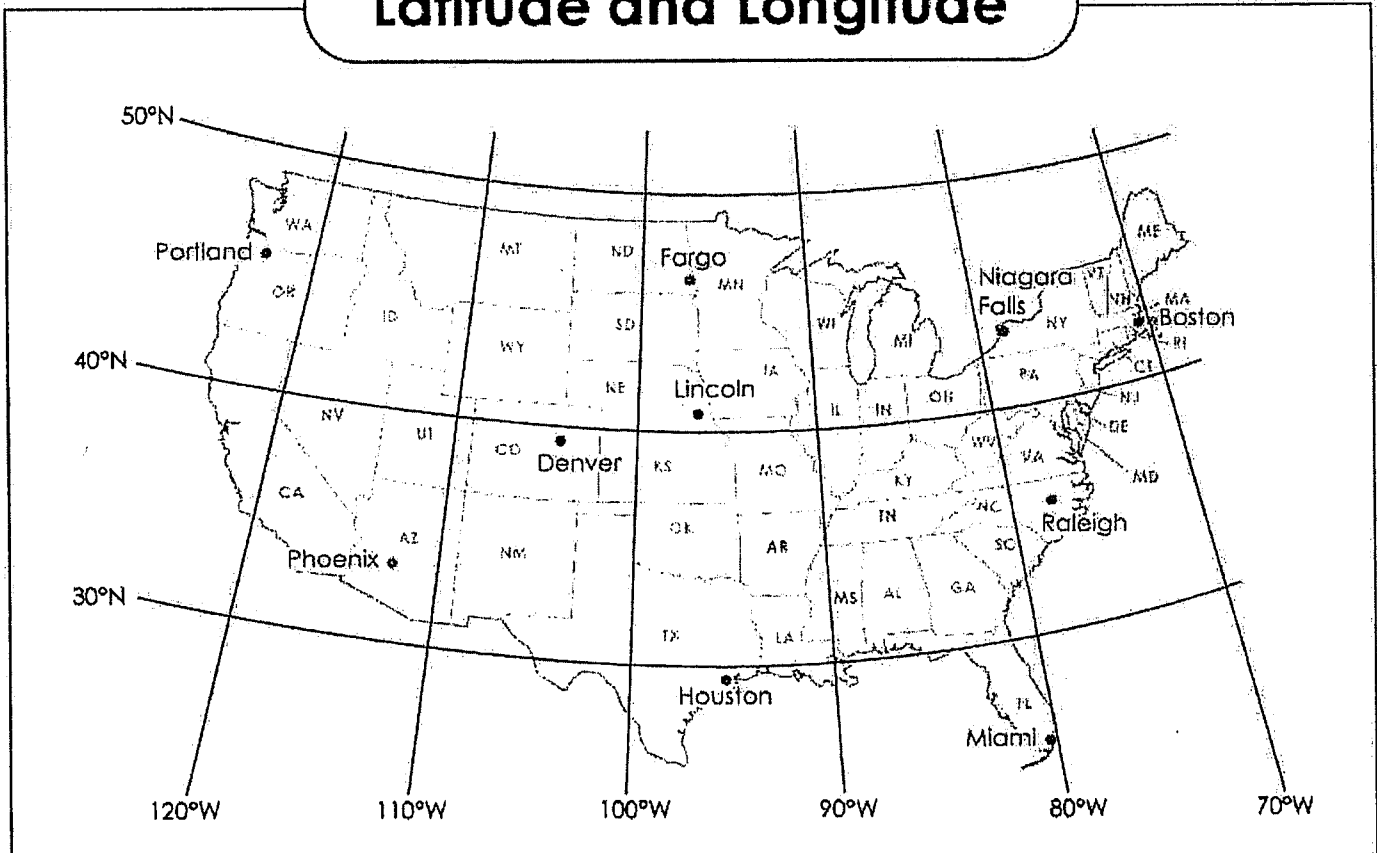 Latitude and Longitude
50°N
WA
Portland
MT
ND
Fargo
MN
ME
OR
ID
SD
WY
WI
MI
Niagara
Falls
VT
NH
MA
NY
Boston
RI
40°N
NE
IA
Lincoln
PA
CT
NV
UT
CO
Denver
KS
MO
IL
IN
OH
WV
VA
NJ
DE
MD
CA
KY
AZ
NM
OK
AR
TN
NC
Raleigh
SC
Phoenix
30°N
TX
LA
MS
AL
GA
Houston
FL
Miami
120°W
110°W
100°W
90°W
80°W
70°W